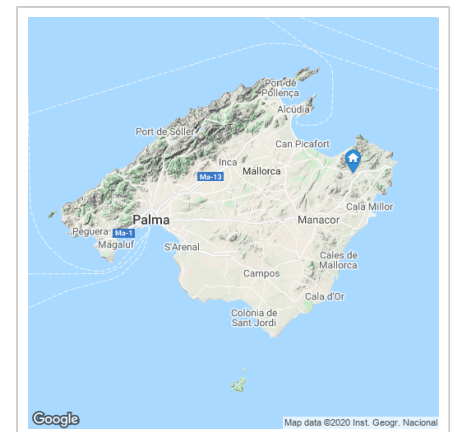 Port de
Pollença
Alcúdia
Port de Sóller
Can Picafort
Inca
Mallorca
Ma-13
Cala Millor
Palma
Manacor
Peguera
Ma-1
Magaluf
S'Arenal
Cales de
Mallorca
Campos
Cala d'Or
Colònia de
Sant Jordi
Google
Map data ©2020 Inst. Geogr. Nacional